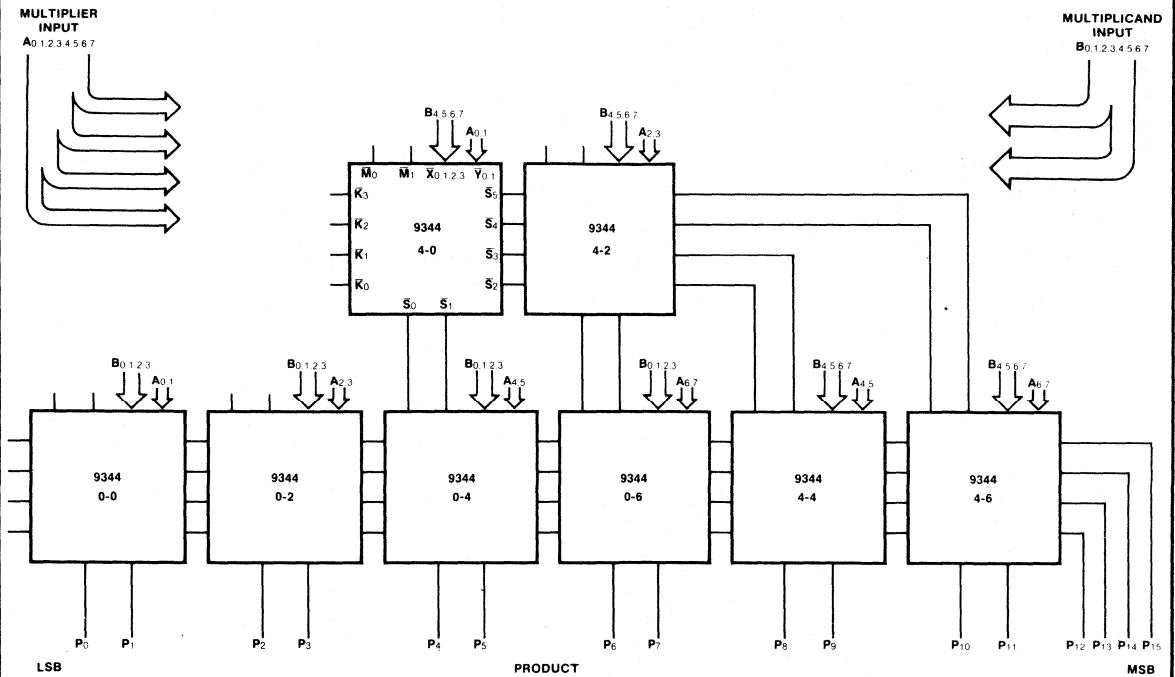 MULTIPLIER
INPUT
A0.1.2.3.4.5 6.7
MULTIPLICAND
INPUT
B0.1.2.3.4 5 6 7
B4.5.6.7
A0,1
B4.5 6 7
A2.3
M̅0 M̅1 X̅0.1.2.3 Y̅0 1
K̅3 S̅5
K̅2 9344 S̅4 9344
K̅1 4-0 S̅3 4-2
K̅0 S̅2
S̅0 S̅1
B0.1 2.3
A0,1
B0.1 2.3
A2.3
B0.1,2.3
A4,5
B0.1 2.3
A6.7
B4 5 6 7
A4.5
B4 5 6 7
A6.7
9344 9344 9344 9344 9344 9344
0-0 0-2 0-4 0-6 4-4 4-6
P0 P1 P2 P3 P4 P5 P6 P7 P8 P9 P10 P11 P12 P13 P14 P15
LSB PRODUCT MSB